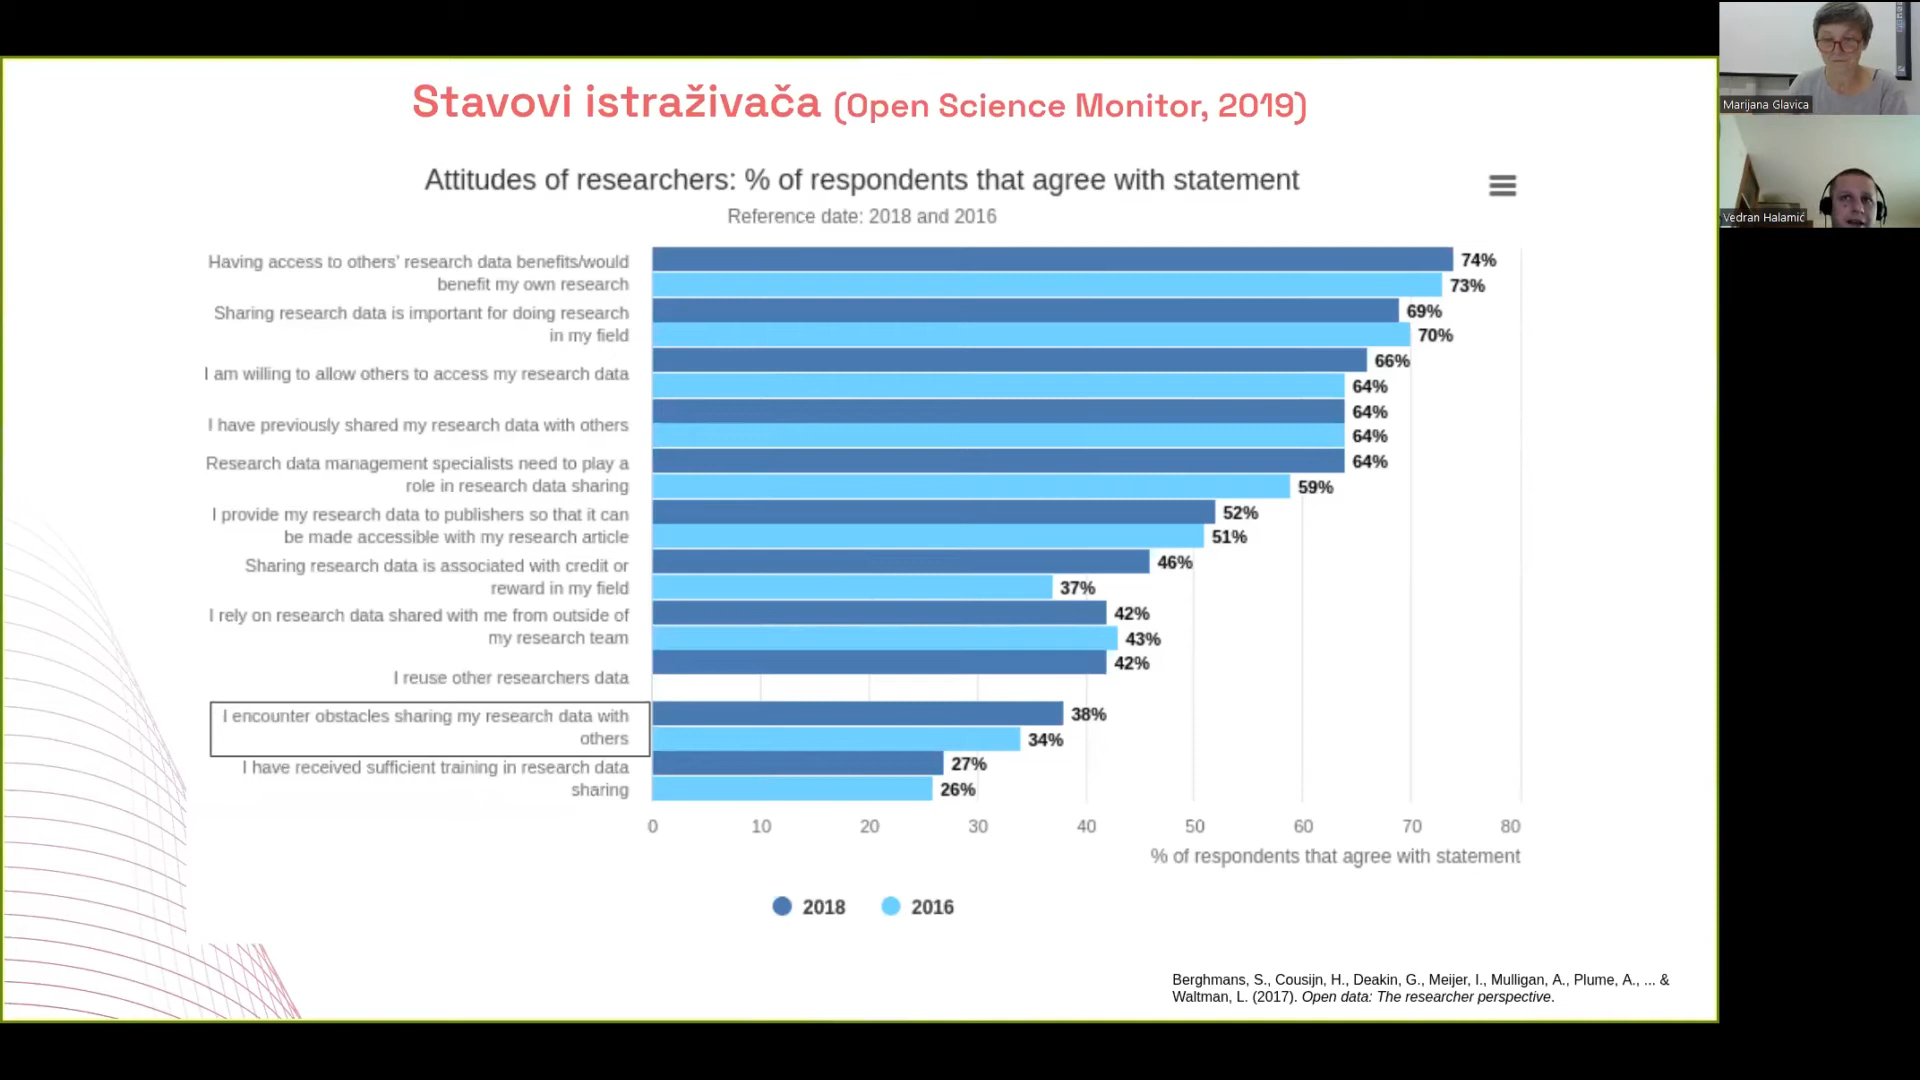 Stavovi istraživača (Open Science Monitor, 2019)
Attitudes of researchers: % of respondents that agree with statement
Reference date: 2018 and 2016
Having access to others' research data benefits/would
benefit my own research
74%
73%
Sharing research data is important for doing research
in my field
69%
70%
I am willing to allow others to access my research data
66%
64%
I have previously shared my research data with others
64%
64%
Research data management specialists need to play a
role in research data sharing
64%
59%
I provide my research data to publishers so that it can
be made accessible with my research article
52%
51%
Sharing research data is associated with credit or
reward in my field
46%
37%
I rely on research data shared with me from outside of
my research team
42%
43%
I reuse other researchers data
42%
I encounter obstacles sharing my research data with
others
38%
34%
I have received sufficient training in research data
sharing
27%
26%
0 10 20 30 40 50 60 70 80
% of respondents that agree with statement
2018 2016
Berghmans, S., Cousijn, H., Deakin, G., Meijer, I., Mulligan, A., Plume, A., ... &
Waltman, L. (2017). Open data: The researcher perspective.
Marijana Glavica
Vedran Halamić